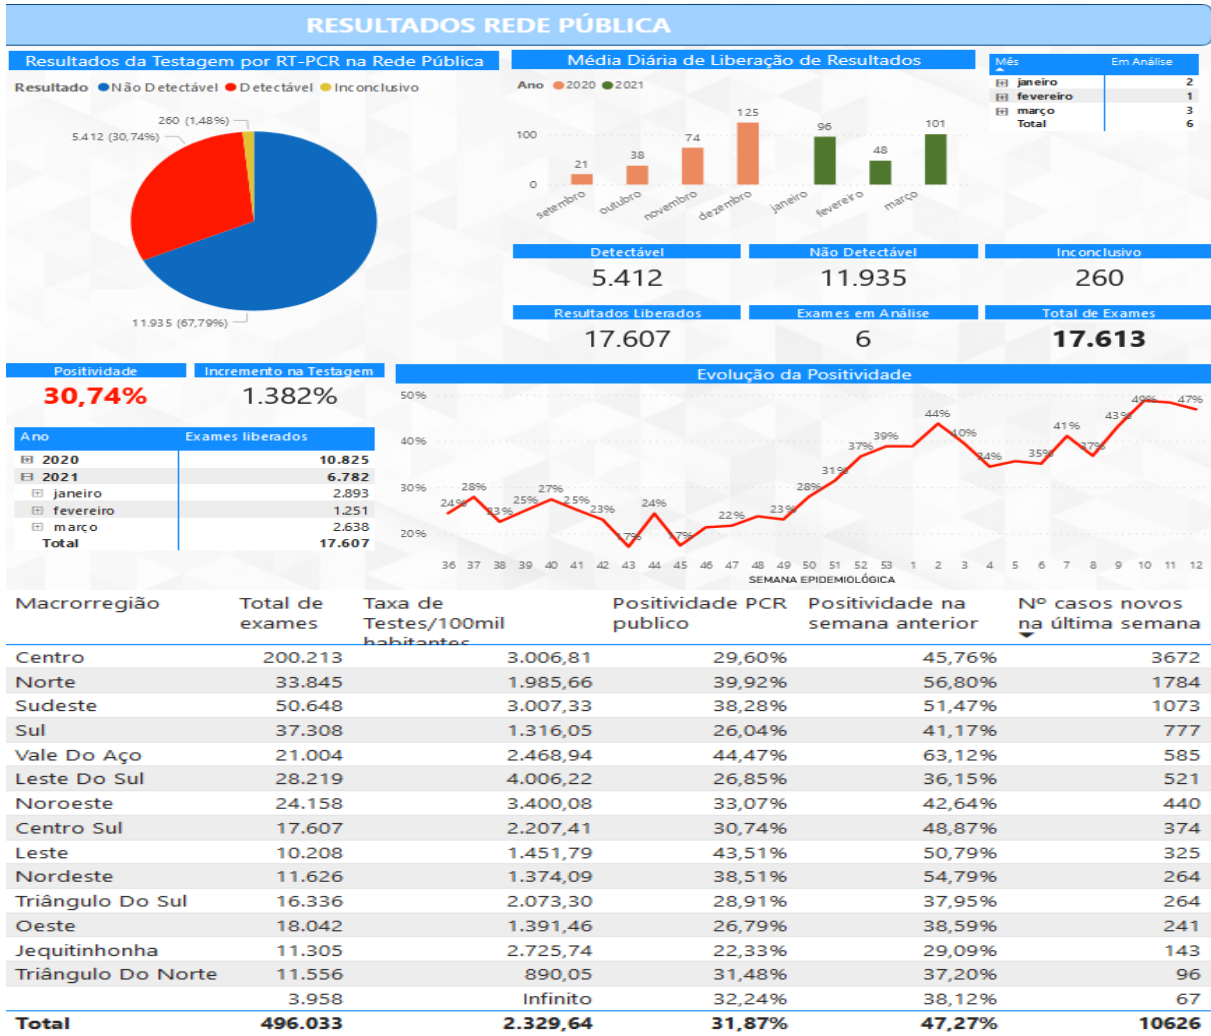 RESULTADOS REDE PÚBLICA
Resultados da Testagem por RT-PCR na Rede Pública
Resultado Não Detectável Detectável Inconclusivo
260 (1,48%)
5.412 (30,74%)
11.935 (67,79%)
Média Diária de Liberação de Resultados
Ano 2020 2021
100
0
21
38
74
125
96
48
101
setembro
outubro
novembro
dezembro
janeiro
fevereiro
março
Mês Em Análise
janeiro 2
fevereiro 1
março 3
Total 6
Detectável Não Detectável Inconclusivo
5.412 11.935 260
Resultados Liberados Exames em Análise Total de Exames
17.607 6 17.613
Positividade Incremento na Testagem
30,74% 1.382%
Ano Exames liberados
2020 10.825
2021 6.782
janeiro 2.893
fevereiro 1.251
março 2.638
Total 17.607
Evolução da Positividade
50%
40%
30%
20%
24% 28% 23% 25% 27% 25% 23% 17% 24% 17% 22% 23% 28% 31% 37% 39% 44% 40% 34% 35% 41% 37% 43% 49% 47%
36 37 38 39 40 41 42 43 44 45 46 47 48 49 50 51 52 53 1 2 3 4 5 6 7 8 9 10 11 12
SEMANA EPIDEMIOLÓGICA
Macrorregião Total de exames Taxa de Testes/100mil habitantes Positividade PCR publico Positividade na semana anterior Nº casos novos na última semana
Centro 200.213 3.006,81 29,60% 45,76% 3672
Norte 33.845 1.985,66 39,92% 56,80% 1784
Sudeste 50.648 3.007,33 38,28% 51,47% 1073
Sul 37.308 1.316,05 26,04% 41,17% 777
Vale Do Aço 21.004 2.468,94 44,47% 63,12% 585
Leste Do Sul 28.219 4.006,22 26,85% 36,15% 521
Noroeste 24.158 3.400,08 33,07% 42,64% 440
Centro Sul 17.607 2.207,41 30,74% 48,87% 374
Leste 10.208 1.451,79 43,51% 50,79% 325
Nordeste 11.626 1.374,09 38,51% 54,79% 264
Triângulo Do Sul 16.336 2.073,30 28,91% 37,95% 264
Oeste 18.042 1.391,46 26,79% 38,59% 241
Jequitinhonha 11.305 2.725,74 22,33% 29,09% 143
Triângulo Do Norte 11.556 890,05 31,48% 37,20% 96
3.958 Infinito 32,24% 38,12% 67
Total 496.033 2.329,64 31,87% 47,27% 10626